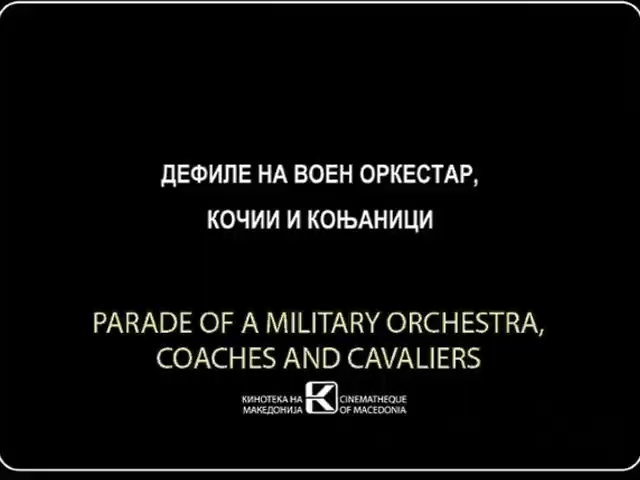 ДЕФИЛЕ НА ВОЕН ОРКЕСТАР,
КОЧИИ И КОЊАНИЦИ
PARADE OF A MILITARY ORCHESTRA,
COACHES AND CAVALIERS
КИНОТЕКА НА
МАКЕДОНИЈА
K
CINEMATHEQUE
OF MACEDONIA